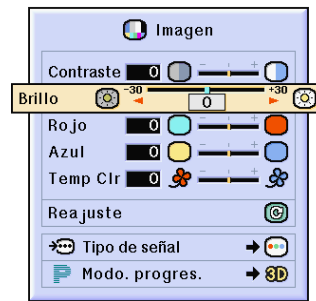 Imagen
Contraste 0 - +
Brillo -30 0 +30
Rojo 0 - +
Azul 0 - +
Temp Clr 0 - +
Reajuste
Tipo de señal
P Modo. progres. 3D